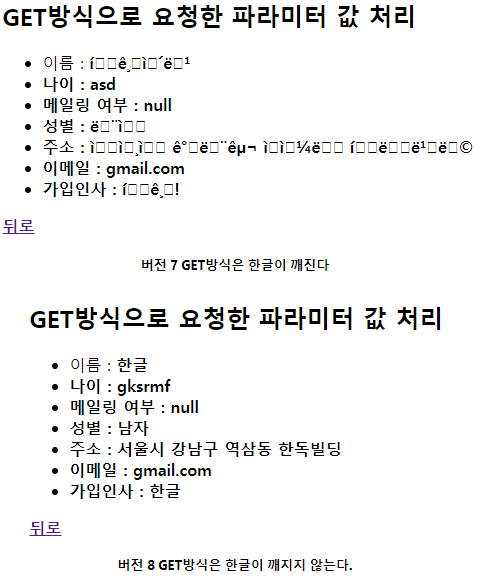 GET방식으로 요청한 파라미터 값 처리
이름 :
나이 : asd
메일링 여부 : null
성별 :
주소 :
이메일 : gmail.com
가입인사 :
뒤로
버전 7 GET방식은 한글이 깨진다
GET방식으로 요청한 파라미터 값 처리
이름 : 한글
나이 : gksrmf
메일링 여부 : null
성별 : 남자
주소 : 서울시 강남구 역삼동 한독빌딩
이메일 : gmail.com
가입인사 : 한글
뒤로
버전 8 GET방식은 한글이 깨지지 않는다.